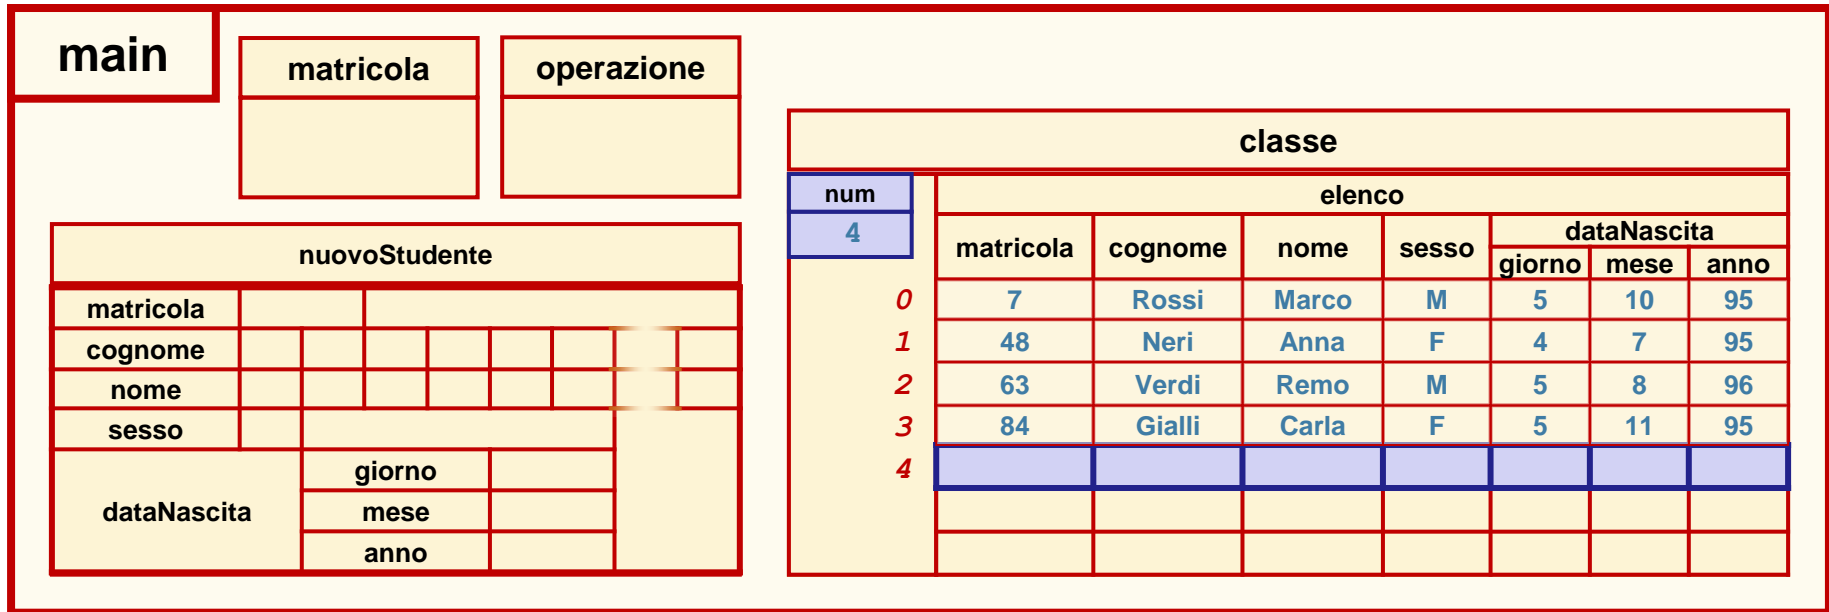 main
matricola
operazione
classe
num
elenco
4
matricola cognome nome sesso dataNascita
giorno mese anno
0 7 Rossi Marco M 5 10 95
1 48 Neri Anna F 4 7 95
2 63 Verdi Remo M 5 8 96
3 84 Gialli Carla F 5 11 95
4
nuovoStudente
matricola
cognome
nome
sesso
dataNascita
giorno
mese
anno